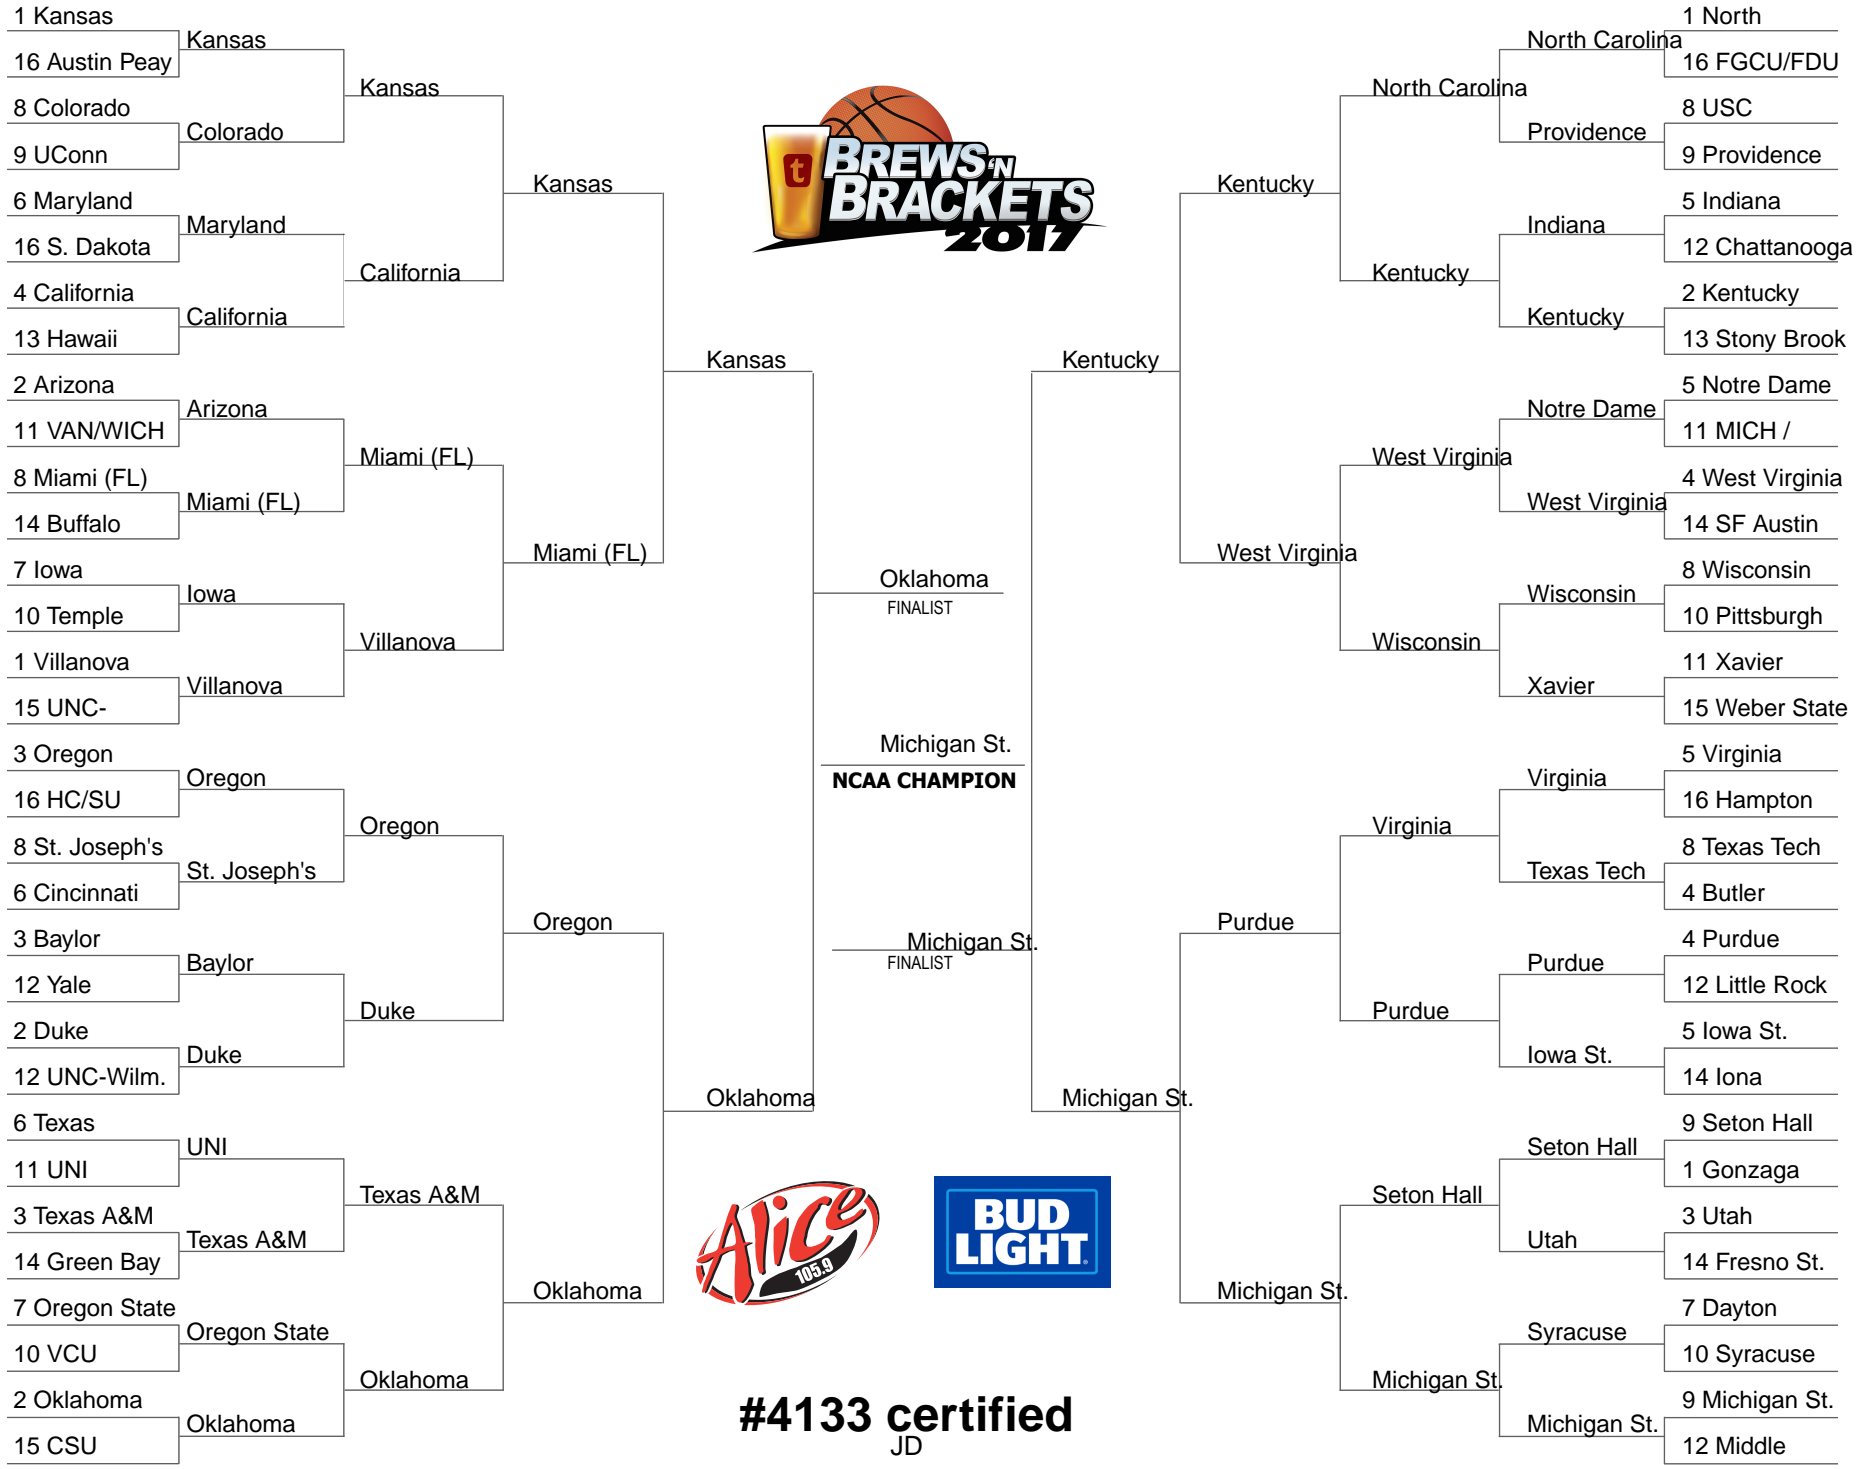 1 Kansas
16 Austin Peay
8 Colorado
9 UConn
6 Maryland
16 S. Dakota
4 California
13 Hawaii
2 Arizona
11 VAN/WICH
8 Miami (FL)
14 Buffalo
7 Iowa
10 Temple
1 Villanova
15 UNC-
3 Oregon
16 HC/SU
8 St. Joseph's
6 Cincinnati
3 Baylor
12 Yale
2 Duke
12 UNC-Wilm.
6 Texas
11 UNI
3 Texas A&M
14 Green Bay
7 Oregon State
10 VCU
2 Oklahoma
15 CSU
Kansas
Colorado
Maryland
California
Arizona
Miami (FL)
Iowa
Villanova
Oregon
St. Joseph's
Baylor
Duke
UNI
Texas A&M
Oregon State
Oklahoma
Kansas
California
Miami (FL)
Villanova
Oregon
Duke
Texas A&M
Oklahoma
Kansas
Miami (FL)
Oregon
Oklahoma
Kansas
Oklahoma
t
BREWS 'N
BRACKETS
2017
Oklahoma
FINALIST
Michigan St.
NCAA CHAMPION
Michigan St.
FINALIST
Alice
105.9
BUD
LIGHT
#4133 certified
JD
Kentucky
Michigan St.
Kentucky
West Virginia
Purdue
Michigan St.
North Carolina
Kentucky
West Virginia
Wisconsin
Virginia
Purdue
Seton Hall
Michigan St.
North Carolina
Providence
Indiana
Kentucky
Notre Dame
West Virginia
Wisconsin
Xavier
Virginia
Texas Tech
Purdue
Iowa St.
Seton Hall
Utah
Syracuse
Michigan St.
1 North
16 FGCU/FDU
8 USC
9 Providence
5 Indiana
12 Chattanooga
2 Kentucky
13 Stony Brook
5 Notre Dame
11 MICH /
4 West Virginia
14 SF Austin
8 Wisconsin
10 Pittsburgh
11 Xavier
15 Weber State
5 Virginia
16 Hampton
8 Texas Tech
4 Butler
4 Purdue
12 Little Rock
5 Iowa St.
14 Iona
9 Seton Hall
1 Gonzaga
3 Utah
14 Fresno St.
7 Dayton
10 Syracuse
9 Michigan St.
12 Middle